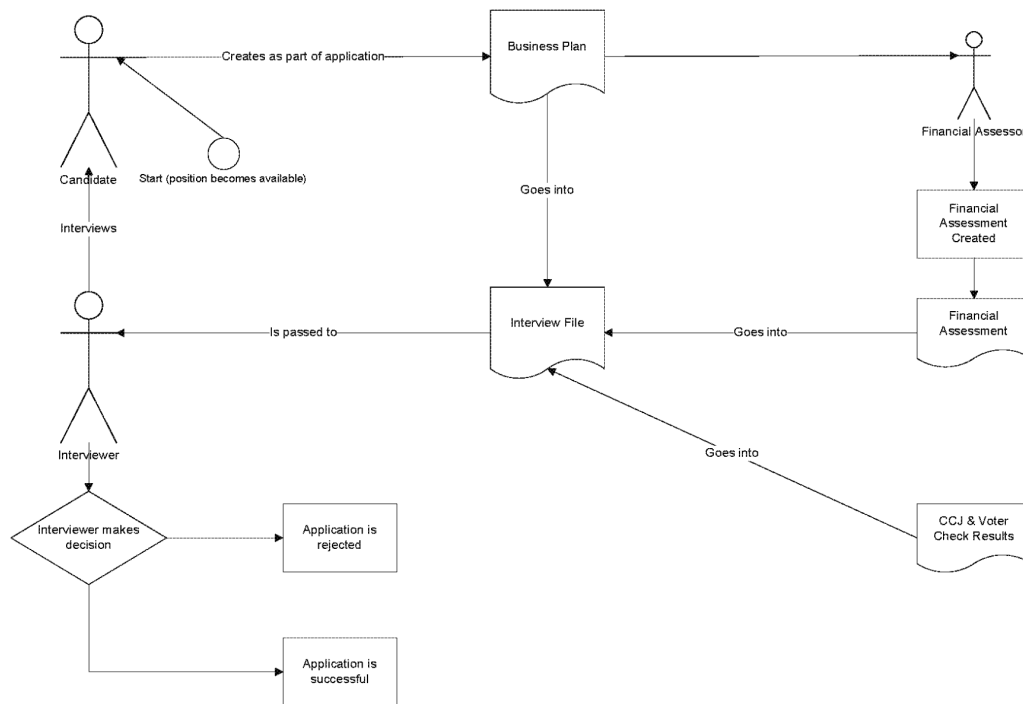 Business Plan
Creates as part of application
Financial Assessor
Candidate
Start (position becomes available)
Goes into
Financial
Assessment
Created
Interviews
Interview File
Is passed to
Goes into
Financial
Assessment
Goes into
Interviewer
Interviewer makes
decision
Application is
rejected
CCJ & Voter
Check Results
Application is
successful